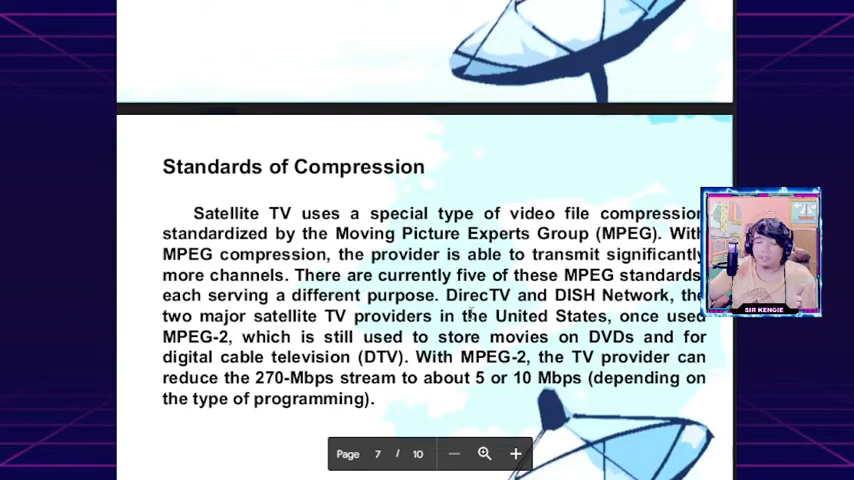 Standards of Compression
Satellite TV uses a special type of video file compression
standardized by the Moving Picture Experts Group (MPEG). With
MPEG compression, the provider is able to transmit significantly
more channels. There are currently five of these MPEG standards
each serving a different purpose. DirecTV and DISH Network, the
two major satellite TV providers in the United States, once used
MPEG-2, which is still used to store movies on DVDs and for
digital cable television (DTV). With MPEG-2, the TV provider can
reduce the 270-Mbps stream to about 5 or 10 Mbps (depending on
the type of programming).
SIR KENGIE
Page 7 / 10